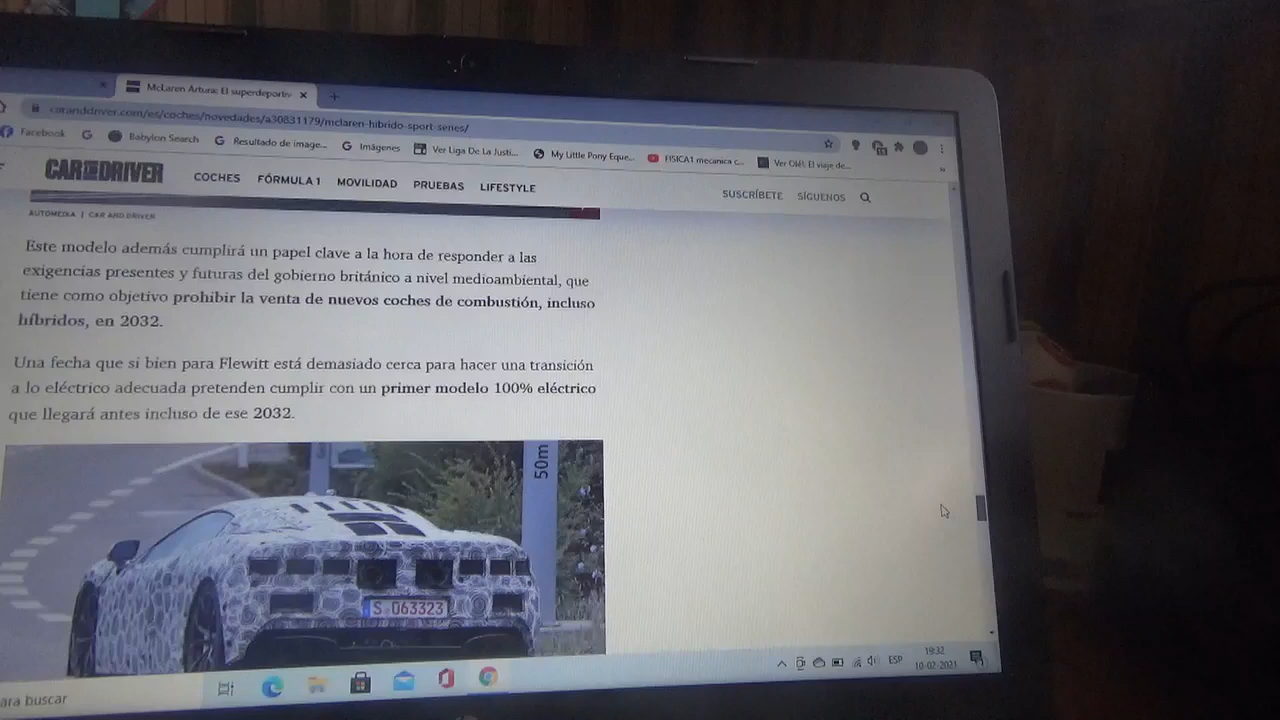 McLaren Artura: El superdeportiv
caranddriver.com/es/coches/novedades/a30831179/mclaren-hibrido-sport-series/
Facebook
Babylon Search
Resultado de image...
Imágenes
Ver Liga De La Justi...
My Little Pony Eque...
FISICA1 mecanica c...
Ver Olé!. El viaje de...
CAR AND DRIVER
COCHES FÓRMULA 1 MOVILIDAD PRUEBAS LIFESTYLE
SUSCRÍBETE SÍGUENOS
AUTOMEDIA | CAR AND DRIVER
Este modelo además cumplirá un papel clave a la hora de responder a las
exigencias presentes y futuras del gobierno británico a nivel medioambiental, que
tiene como objetivo prohibir la venta de nuevos coches de combustión, incluso
híbridos, en 2032.
Una fecha que si bien para Flewitt está demasiado cerca para hacer una transición
a lo eléctrico adecuada pretenden cumplir con un primer modelo 100% eléctrico
que llegará antes incluso de ese 2032.
50m
S 063323
ara buscar
ESP
19:32
10-02-2021